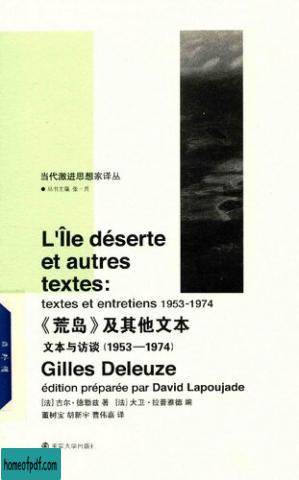 当代激进思想家译丛
● 丛书主编 张一兵
L'Île déserte
et autres
textes:
textes et entretiens 1953-1974
《荒岛》及其他文本
文本与访谈（1953—1974）
Gilles Deleuze
édition préparée par David Lapoujade
［法］吉尔·德勒兹 著 ［法］大卫·拉普雅德 编
董树宝 胡新宇 曹伟嘉 译
南京大学出版社
homeofpdf.com